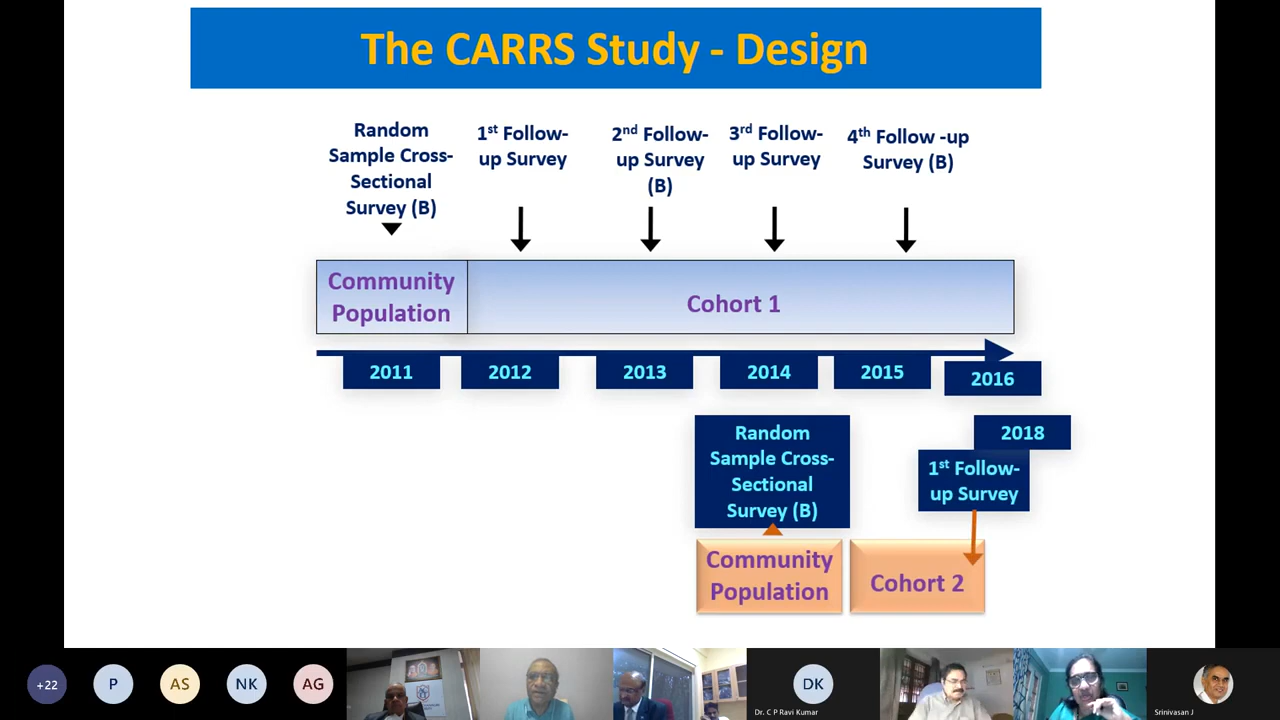 The CARRS Study - Design
Random
Sample Cross-
Sectional
Survey (B)
1st Follow-
up Survey
2nd Follow-
up Survey
(B)
3rd Follow-
up Survey
4th Follow -up
Survey (B)
Community
Population
Cohort 1
2011
2012
2013
2014
2015
2016
Random
Sample Cross-
Sectional
Survey (B)
2018
1st Follow-
up Survey
Community
Population
Cohort 2
+22
P
AS
NK
AG
DK
Dr. C P Ravi Kumar
Srinivasan J